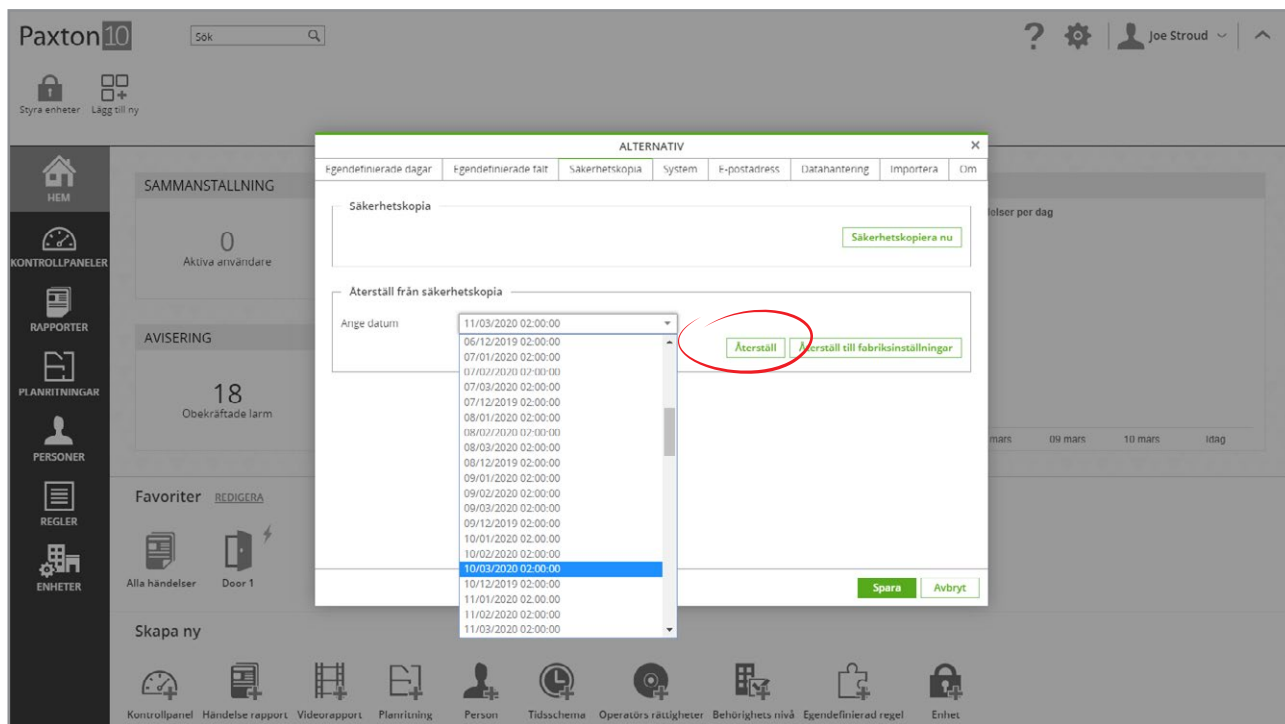 Paxton10
Sök
Joe Stroud
Styra enheter
Lägg till ny
HEM
KONTROLLPANELER
RAPPORTER
PLANRITNINGAR
PERSONER
REGLER
ENHETER
SAMMANSTALLNING
0
Aktiva användare
AVISERING
18
Obekräftade larm
Favoriter REDIGERA
Alla händelser
Door 1
ALTERNATIV
Egendefinierade dagar
Egendefinierade fält
Säkerhetskopia
System
E-postadress
Datahantering
Importera
Om
Säkerhetskopia
Säkerhetskopiera nu
Återställ från säkerhetskopia
Ange datum
11/03/2020 02:00:00
Återställ
Återställ till fabriksinställningar
06/12/2019 02:00:00
07/01/2020 02:00:00
07/02/2020 02:00:00
07/03/2020 02:00:00
07/12/2019 02:00:00
08/01/2020 02:00:00
08/02/2020 02:00:00
08/03/2020 02:00:00
08/12/2019 02:00:00
09/01/2020 02:00:00
09/02/2020 02:00:00
09/03/2020 02:00:00
09/12/2019 02:00:00
10/01/2020 02:00:00
10/02/2020 02:00:00
10/03/2020 02:00:00
10/12/2019 02:00:00
11/01/2020 02:00:00
11/02/2020 02:00:00
11/03/2020 02:00:00
Spara
Avbryt
per dag
mars
09 mars
10 mars
Idag
Skapa ny
Kontrollpanel
Händelse rapport
Videorapport
Planritning
Person
Tidsschema
Operatörs rättigheter
Behörighets nivå
Egendefinierad regel
Enhet